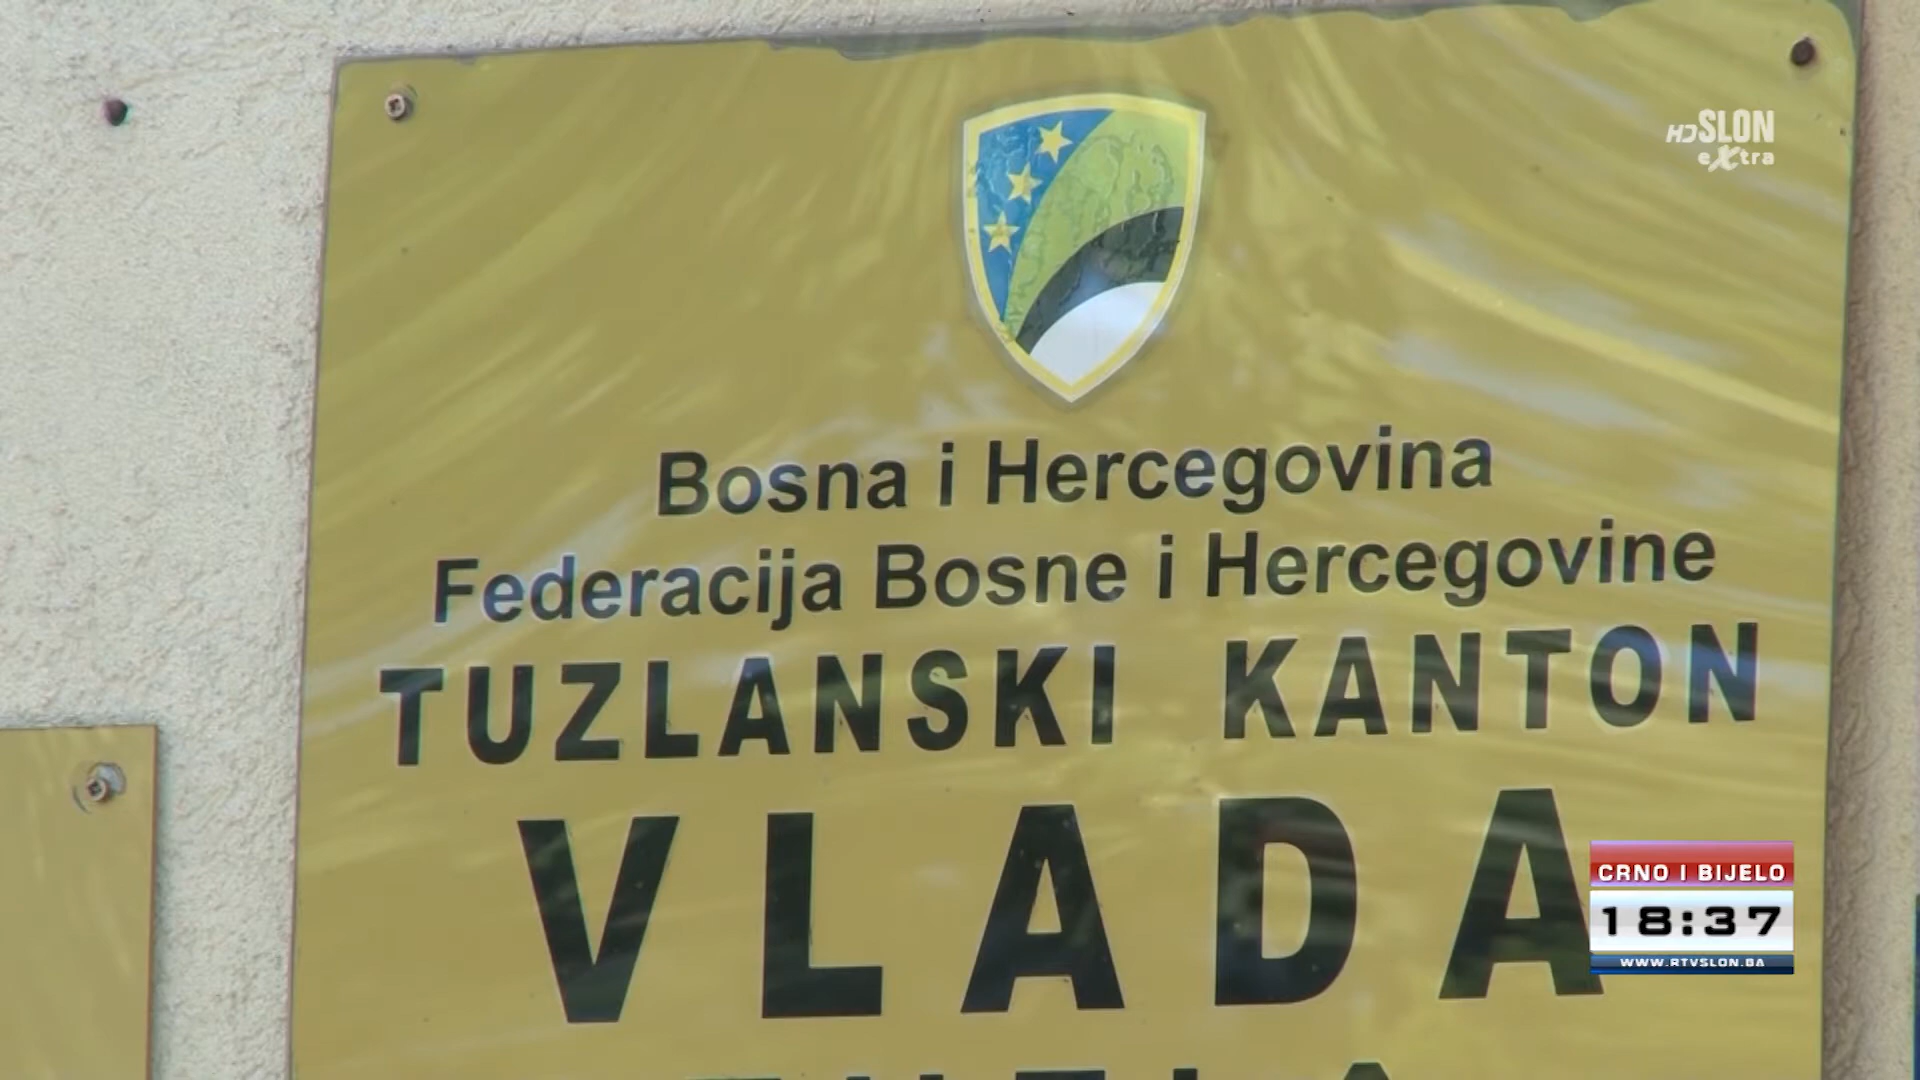 HD SLON
extra
Bosna i Hercegovina
Federacija Bosne i Hercegovine
TUZLANSKI KANTON
VLADA
CRNO I BIJELO
18:37
WWW.RTVSLON.BA